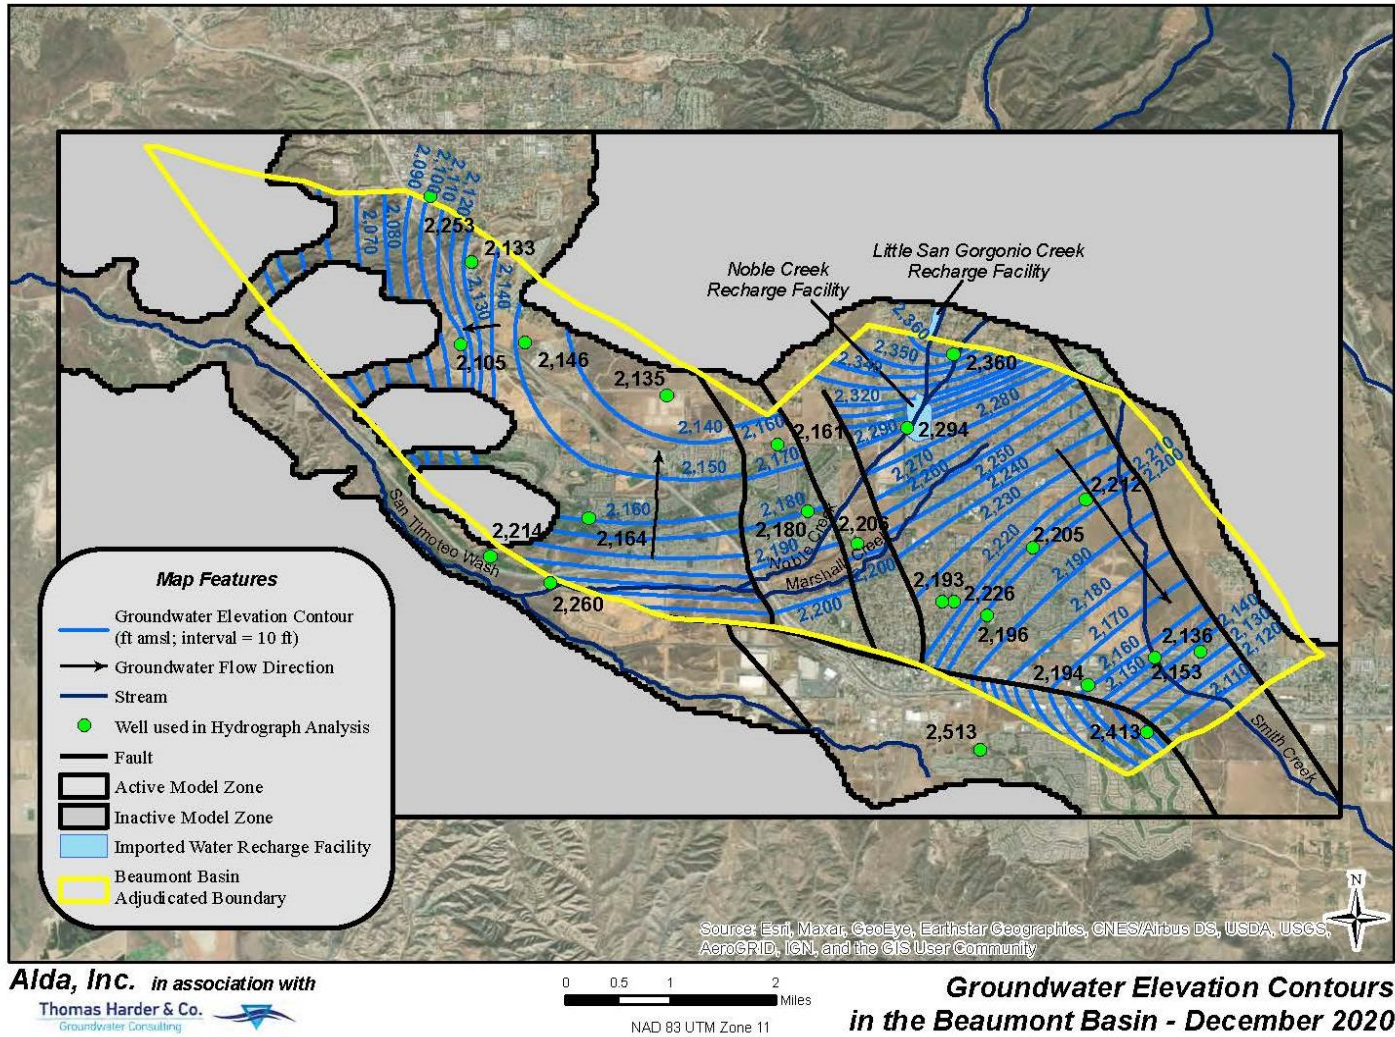 2,090
2,100
2,110
2,120
2,253
2,070
2,080
2,133
2,140
2,130
2,105
2,146
2,135
Little San Gorgonio Creek
Recharge Facility
Noble Creek
Recharge Facility
2,360
2,350
2,340
2,360
2,320
2,280
2,290
2,294
2,140
2,160
2,161
2,150
2,170
2,270
2,260
2,250
2,240
2,230
2,210
2,200
2,212
2,160
2,164
2,180
2,180
2,190
2,205
2,200
2,220
2,205
2,190
Noble Creek
Marshall Creek
San Timoteo Wash
2,214
2,260
2,200
2,193
2,226
2,196
2,180
2,170
2,160
2,150
2,140
2,130
2,120
2,110
2,136
2,153
2,194
2,413
2,513
Smith Creek
Map Features
Groundwater Elevation Contour
(ft amsl; interval = 10 ft)
Groundwater Flow Direction
Stream
Well used in Hydrograph Analysis
Fault
Active Model Zone
Inactive Model Zone
Imported Water Recharge Facility
Beaumont Basin
Adjudicated Boundary
N
Source: Esri, Maxar, GeoEye, Earthstar Geographics, CNES/Airbus DS, USDA, USGS,
AeroGRID, IGN, and the GIS User Community
Alda, Inc. in association with
Thomas Harder & Co.
Groundwater Consulting
0 0.5 1 2
Miles
NAD 83 UTM Zone 11
Groundwater Elevation Contours
in the Beaumont Basin - December 2020